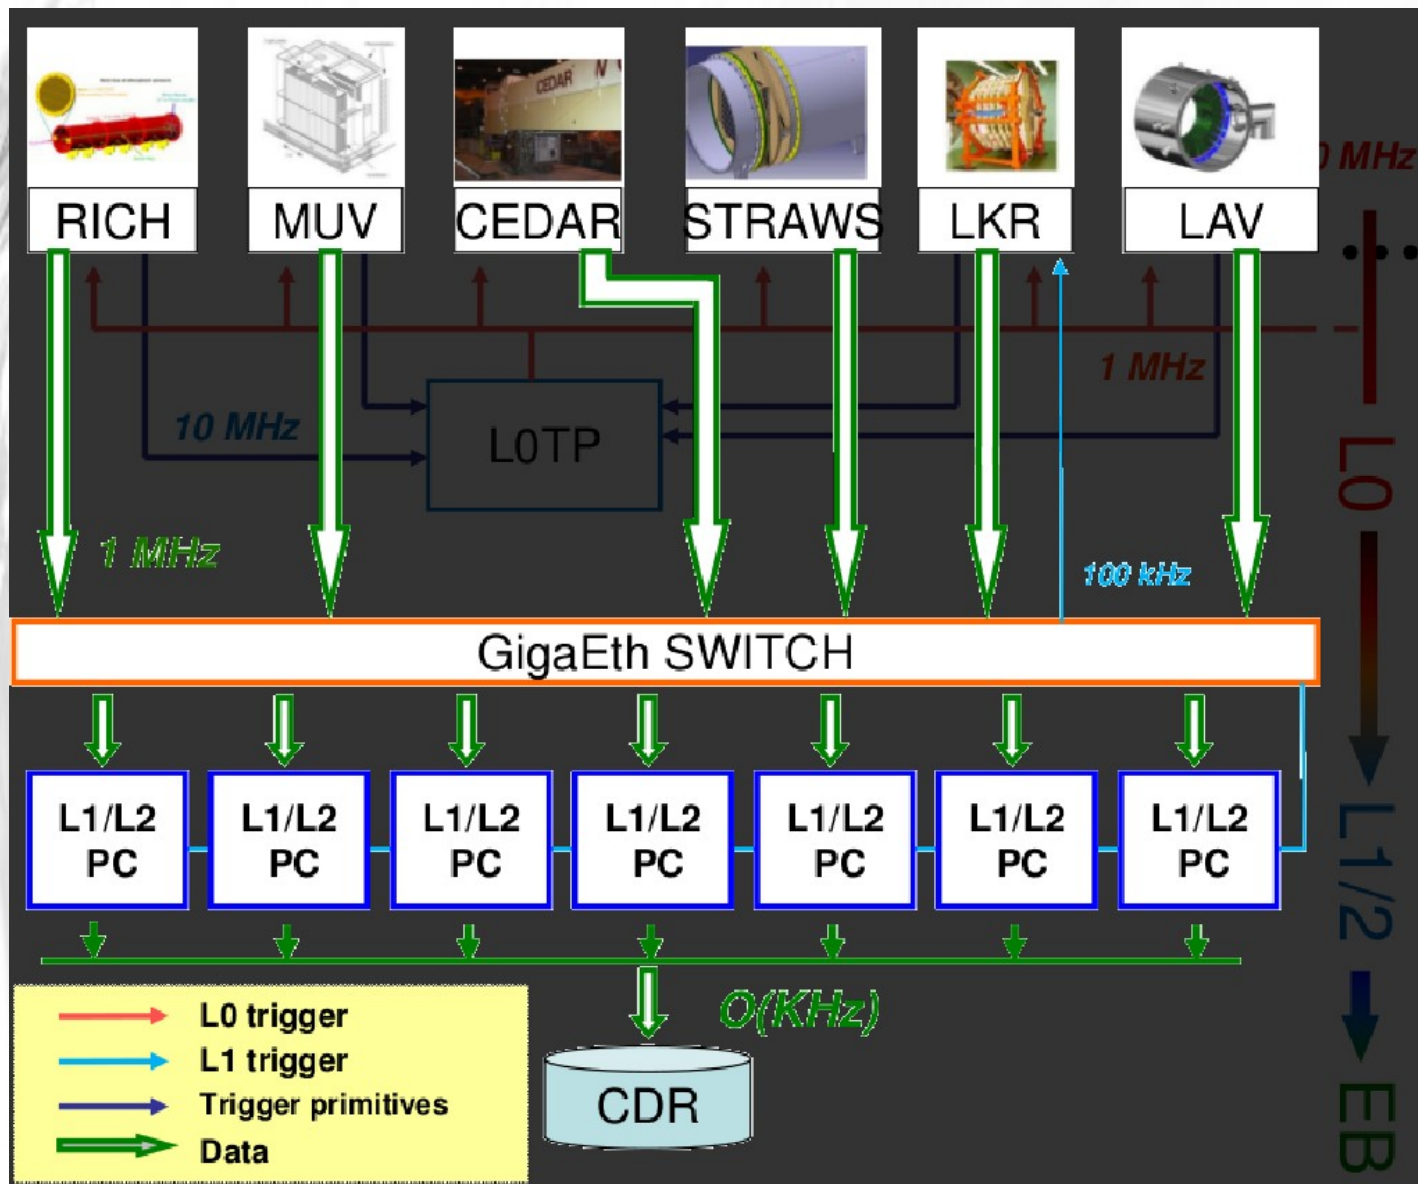 CEDAR
0 MHz
RICH
MUV
CEDAR
STRAWS
LKR
LAV
1 MHz
10 MHz
L0TP
L0
1 MHz
100 kHz
GigaEth SWITCH
L1/L2
PC
L1/L2
PC
L1/L2
PC
L1/L2
PC
L1/L2
PC
L1/L2
PC
L1/L2
PC
L1/2
O(KHz)
L0 trigger
L1 trigger
Trigger primitives
Data
CDR
EB